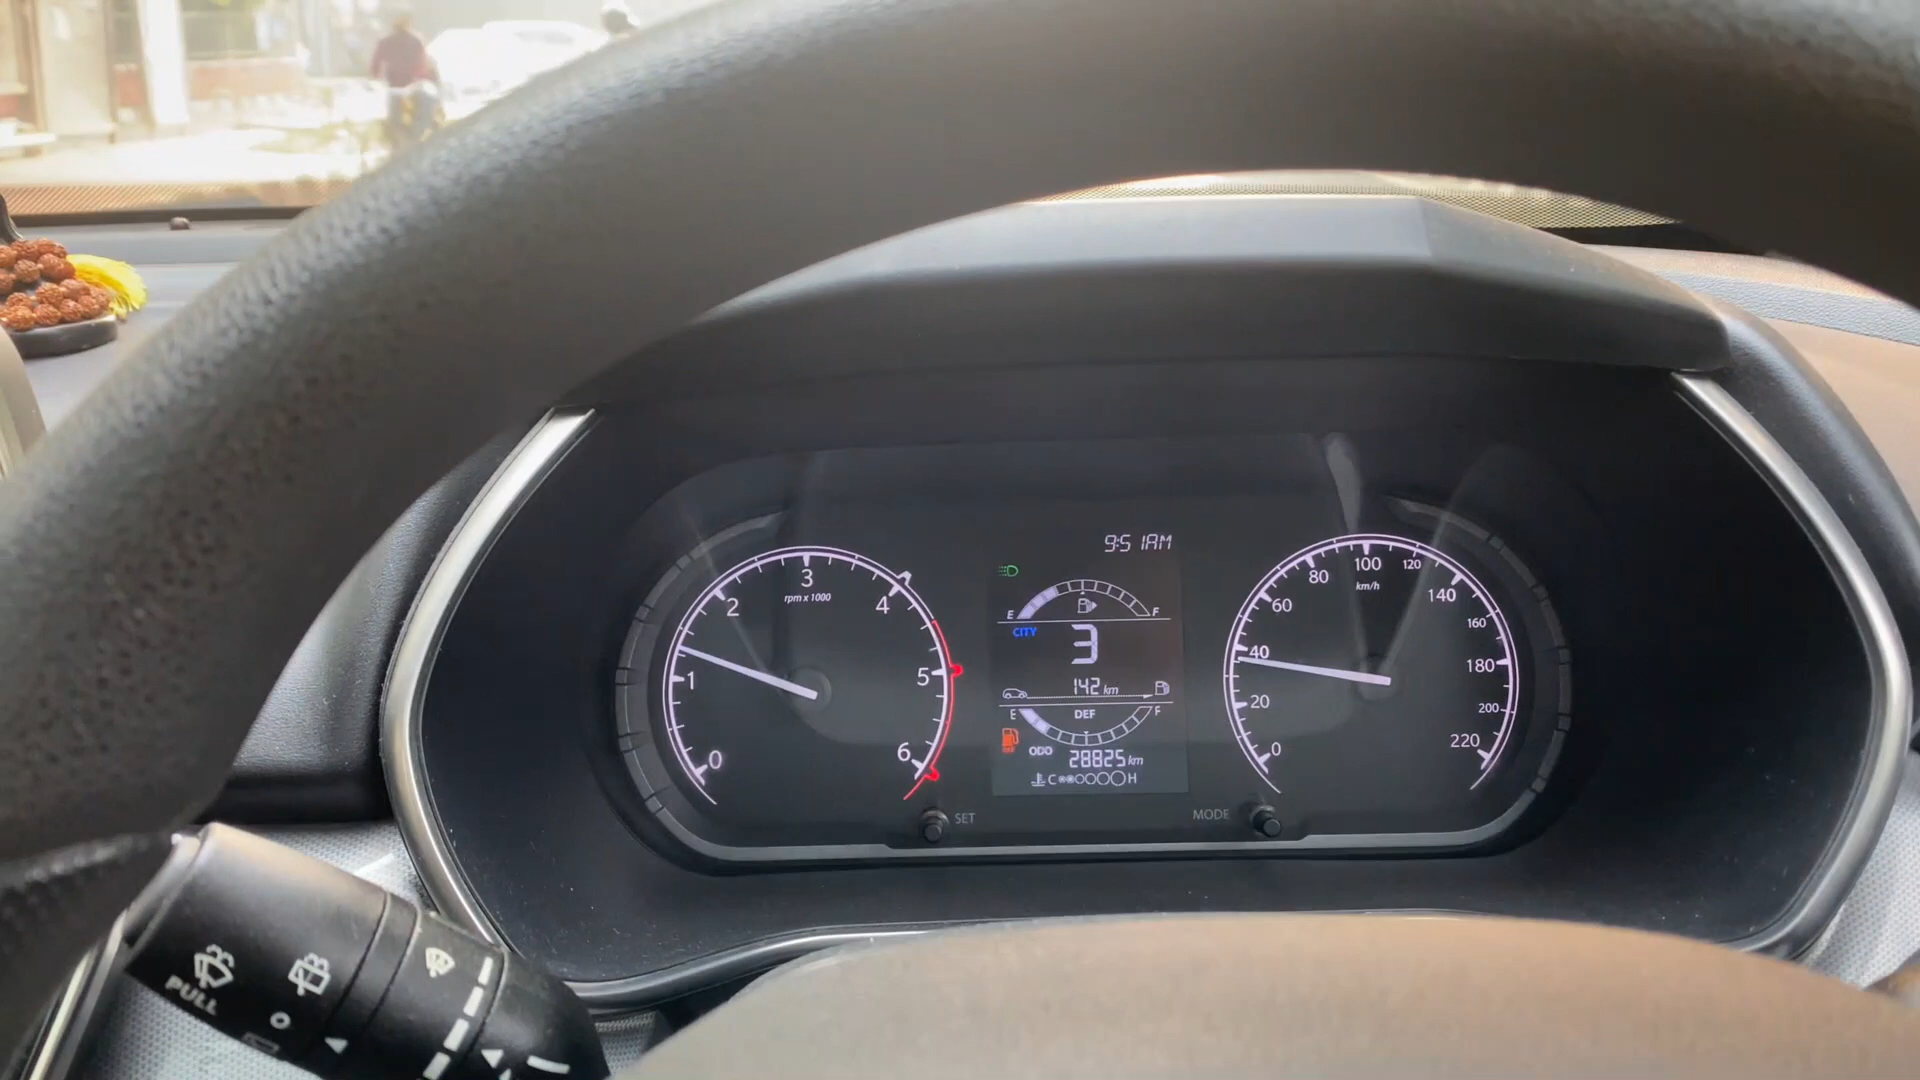 9:51AM
E F
CITY
3
142 km
E DEF F
ODO
28825 km
C H
0 1 2 3 4 5 6
rpm x 1000
0 20 40 60 80 100 120 140 160 180 200 220
km/h
SET
MODE
PULL